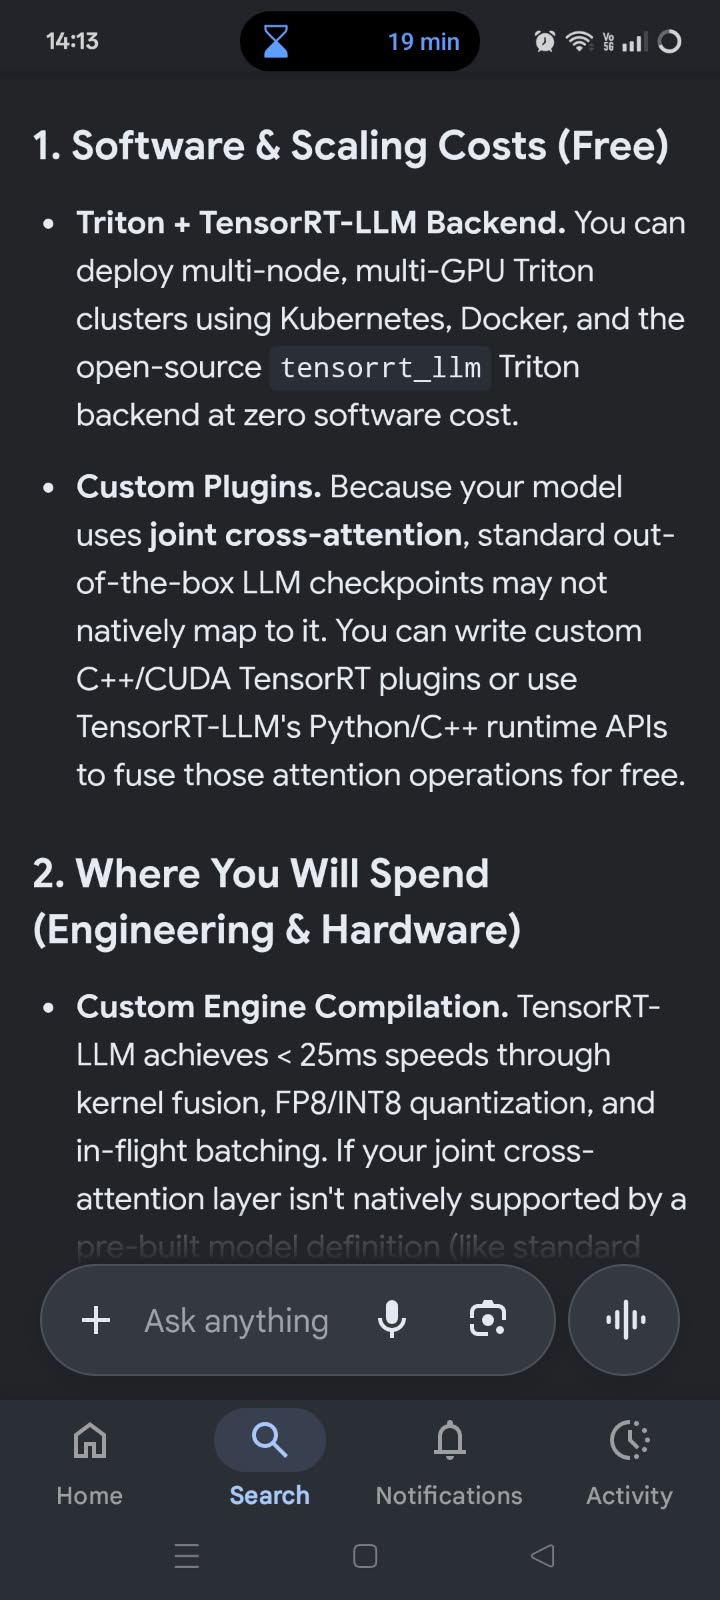 14:13
19 min
Vo
5G
1. Software & Scaling Costs (Free)
• Triton + TensorRT-LLM Backend. You can
deploy multi-node, multi-GPU Triton
clusters using Kubernetes, Docker, and the
open-source tensorrt_llm Triton
backend at zero software cost.
• Custom Plugins. Because your model
uses joint cross-attention, standard out-
of-the-box LLM checkpoints may not
natively map to it. You can write custom
C++/CUDA TensorRT plugins or use
TensorRT-LLM's Python/C++ runtime APIs
to fuse those attention operations for free.
2. Where You Will Spend
(Engineering & Hardware)
• Custom Engine Compilation. TensorRT-
LLM achieves < 25ms speeds through
kernel fusion, FP8/INT8 quantization, and
in-flight batching. If your joint cross-
attention layer isn't natively supported by a
pre-built model definition (like standard
Ask anything
Home
Search
Notifications
Activity